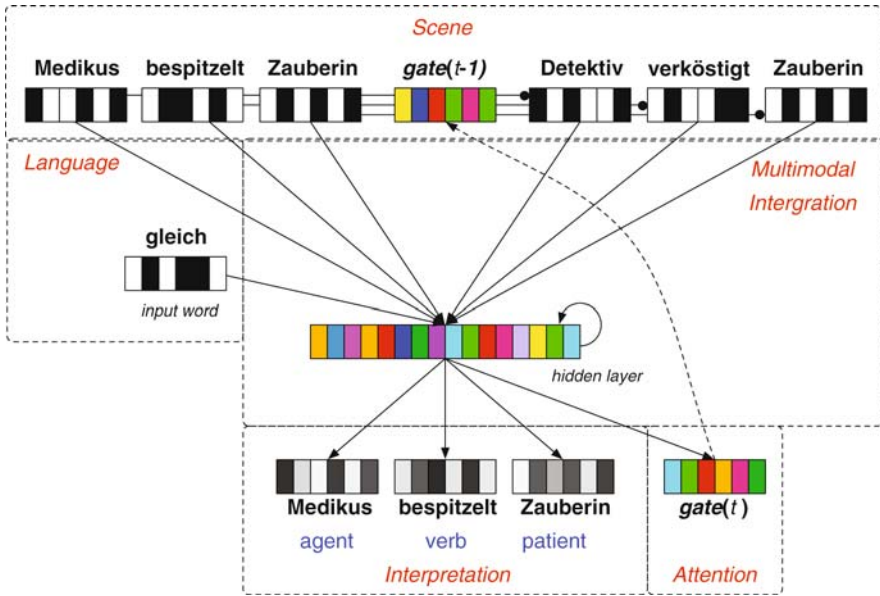 Scene
Medikus bespitzelt Zauberin gate(t-1) Detektiv verköstigt Zauberin
Language
Multimodal
Intergration
gleich
input word
hidden layer
Medikus bespitzelt Zauberin gate(t)
agent verb patient
Interpretation Attention